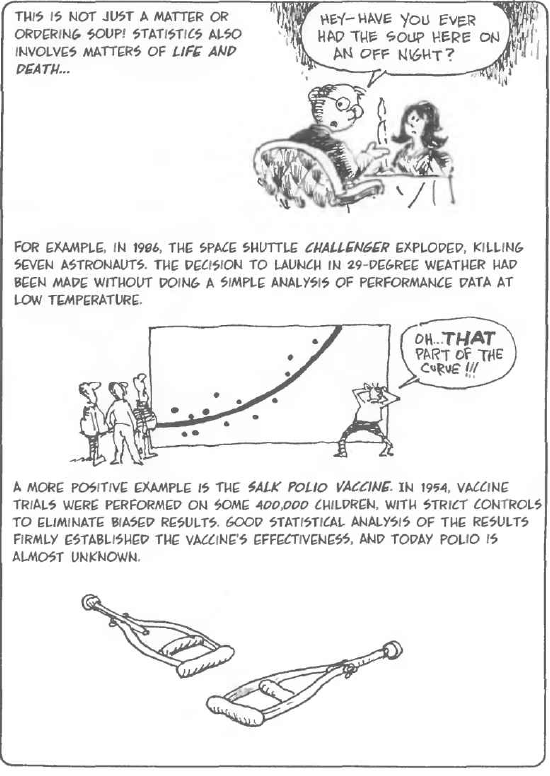 THIS IS NOT JUST A MATTER OR
ORDERING SOUP! STATISTICS ALSO
INVOLVES MATTERS OF LIFE AND
DEATH...
HEY-HAVE YOU EVER
HAD THE SOUP HERE ON
AN OFF NIGHT?
FOR EXAMPLE, IN 1986, THE SPACE SHUTTLE CHALLENGER EXPLODED, KILLING
SEVEN ASTRONAUTS. THE DECISION TO LAUNCH IN 29-DEGREE WEATHER HAD
BEEN MADE WITHOUT DOING A SIMPLE ANALYSIS OF PERFORMANCE DATA AT
LOW TEMPERATURE.
OH...THAT
PART OF THE
CURVE!!!
A MORE POSITIVE EXAMPLE IS THE SALK POLIO VACCINE. IN 1954, VACCINE
TRIALS WERE PERFORMED ON SOME 400,000 CHILDREN, WITH STRICT CONTROLS
TO ELIMINATE BIASED RESULTS. GOOD STATISTICAL ANALYSIS OF THE RESULTS
FIRMLY ESTABLISHED THE VACCINE'S EFFECTIVENESS, AND TODAY POLIO IS
ALMOST UNKNOWN.